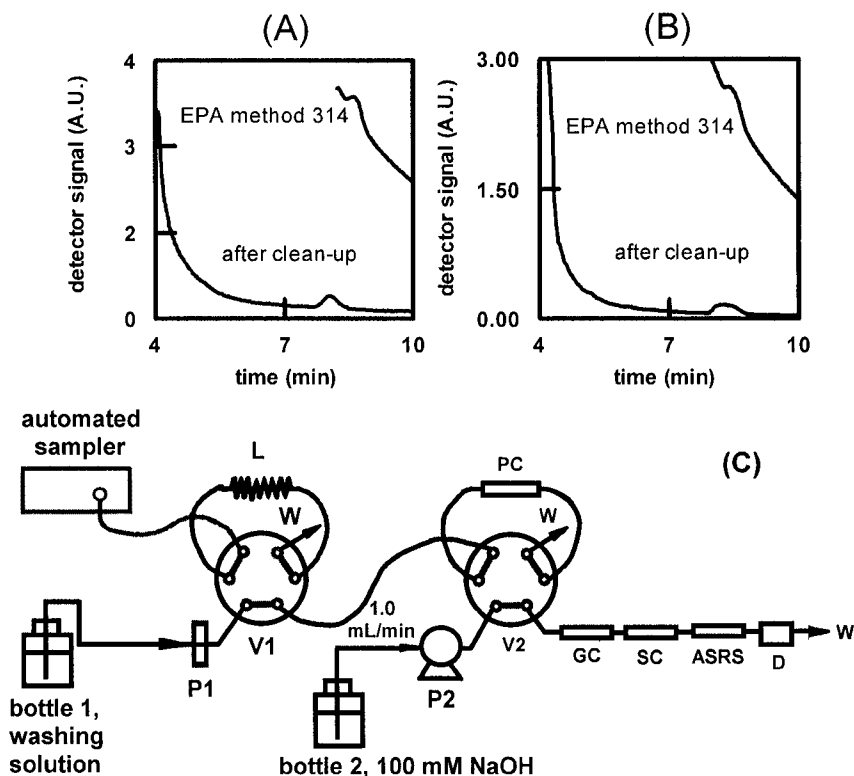 (A)
(B)
detector signal (A.U.)
4
3
2
0
EPA method 314
after clean-up
4
7
10
time (min)
detector signal (A.U.)
3.00
1.50
0.00
EPA method 314
after clean-up
4
7
10
time (min)
(C)
automated
sampler
L
W
V1
P1
bottle 1,
washing
solution
PC
W
1.0
mL/min
V2
P2
bottle 2, 100 mM NaOH
GC
SC
ASRS
D
W